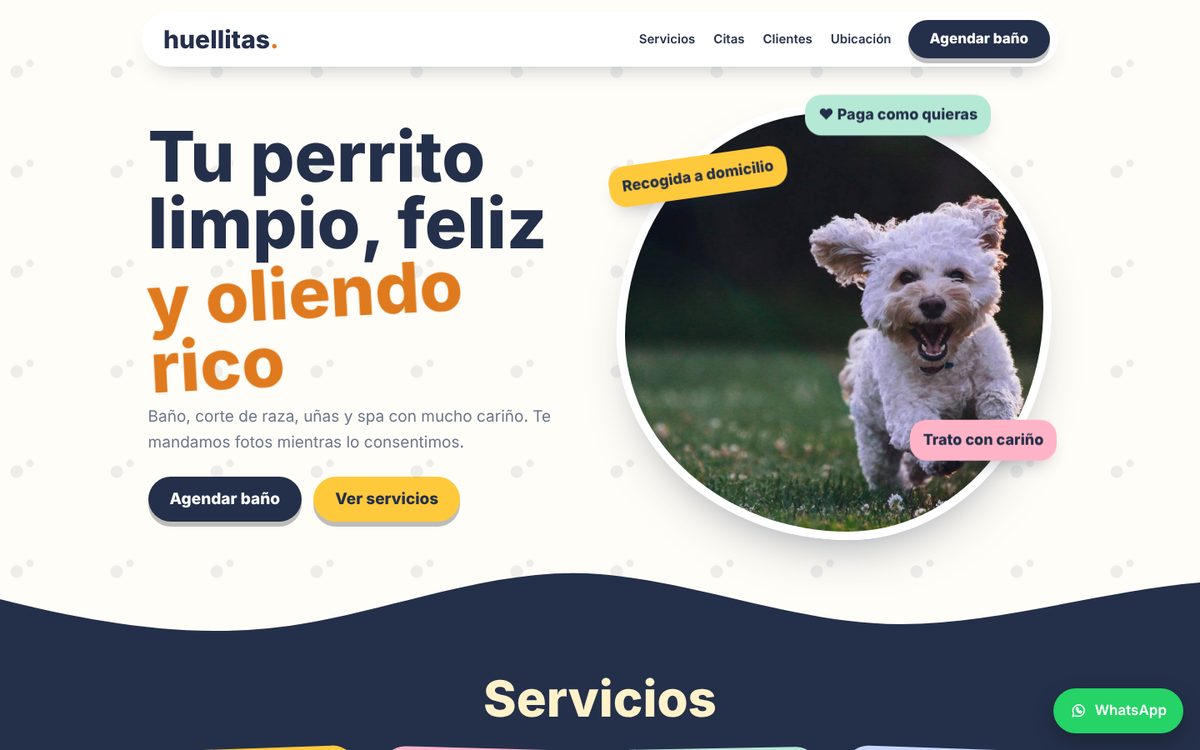 huellitas.
Servicios
Citas
Clientes
Ubicación
Agendar baño
Tu perrito
limpio, feliz
y oliendo
rico
Baño, corte de raza, uñas y spa con mucho cariño. Te
mandamos fotos mientras lo consentimos.
Agendar baño
Ver servicios
Paga como quieras
Recogida a domicilio
Trato con cariño
Servicios
WhatsApp